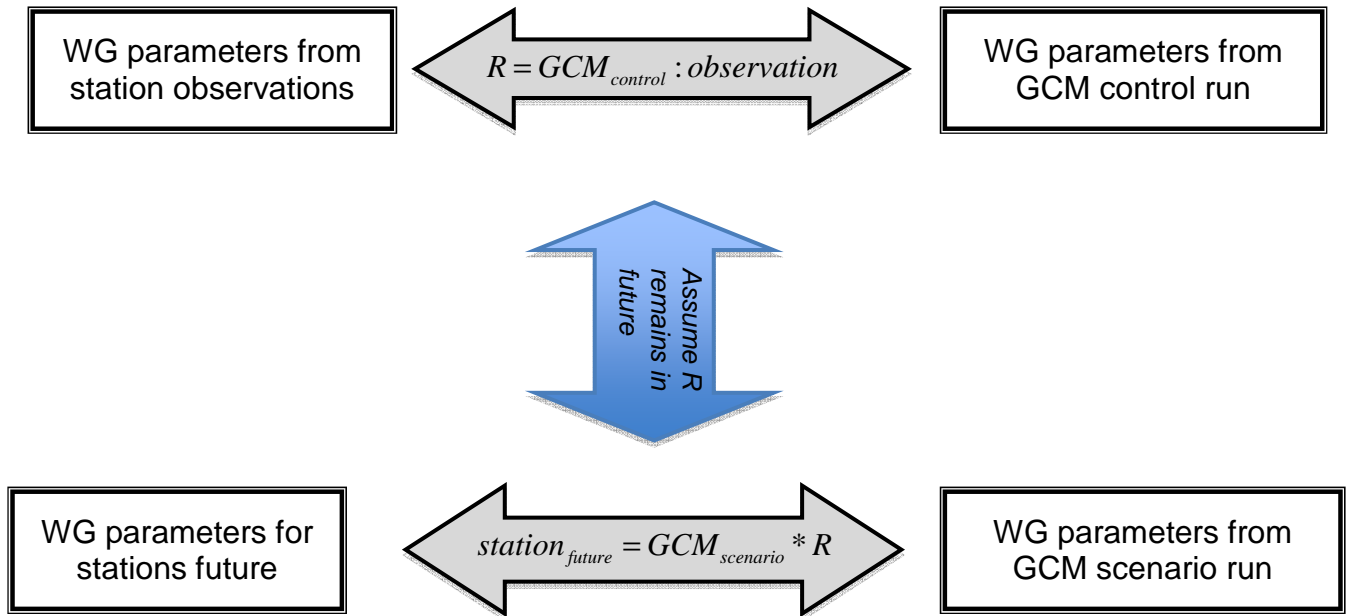 WG parameters from
station observations
R = GCM_control : observation
WG parameters from
GCM control run
Assume R
remains in
future
WG parameters for
stations future
station_future = GCM_scenario * R
WG parameters from
GCM scenario run